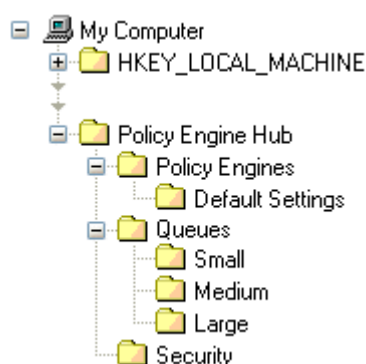 My Computer
HKEY_LOCAL_MACHINE
Policy Engine Hub
Policy Engines
Default Settings
Queues
Small
Medium
Large
Security